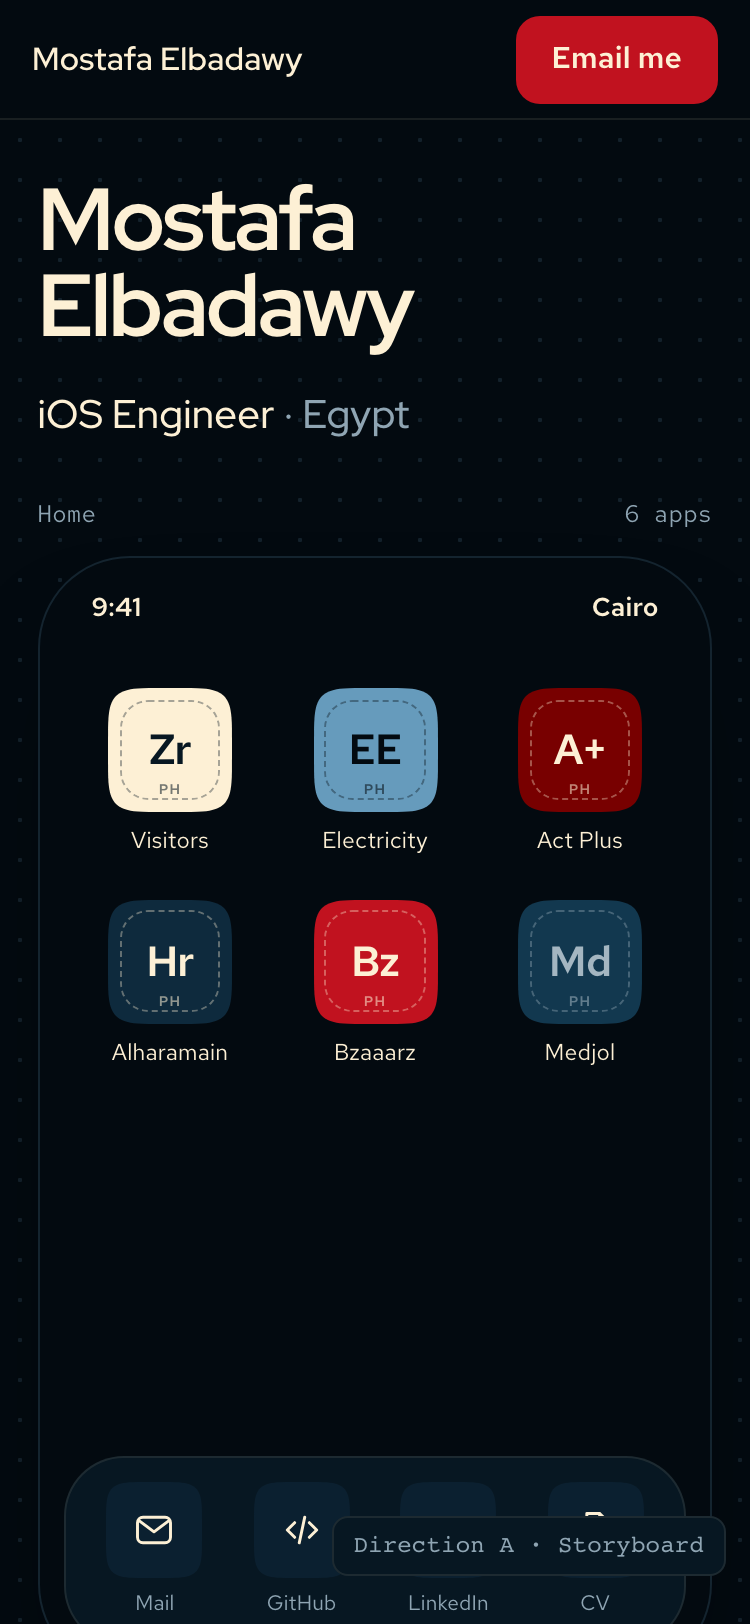 Mostafa Elbadawy
Email me
Mostafa
Elbadawy
iOS Engineer · Egypt
Home
6 apps
9:41
Cairo
Zr
PH
Visitors
EE
PH
Electricity
A+
PH
Act Plus
Hr
PH
Alharamain
Bz
PH
Bzaaarz
Md
PH
Medjol
Direction A · Storyboard
Mail
GitHub
LinkedIn
CV